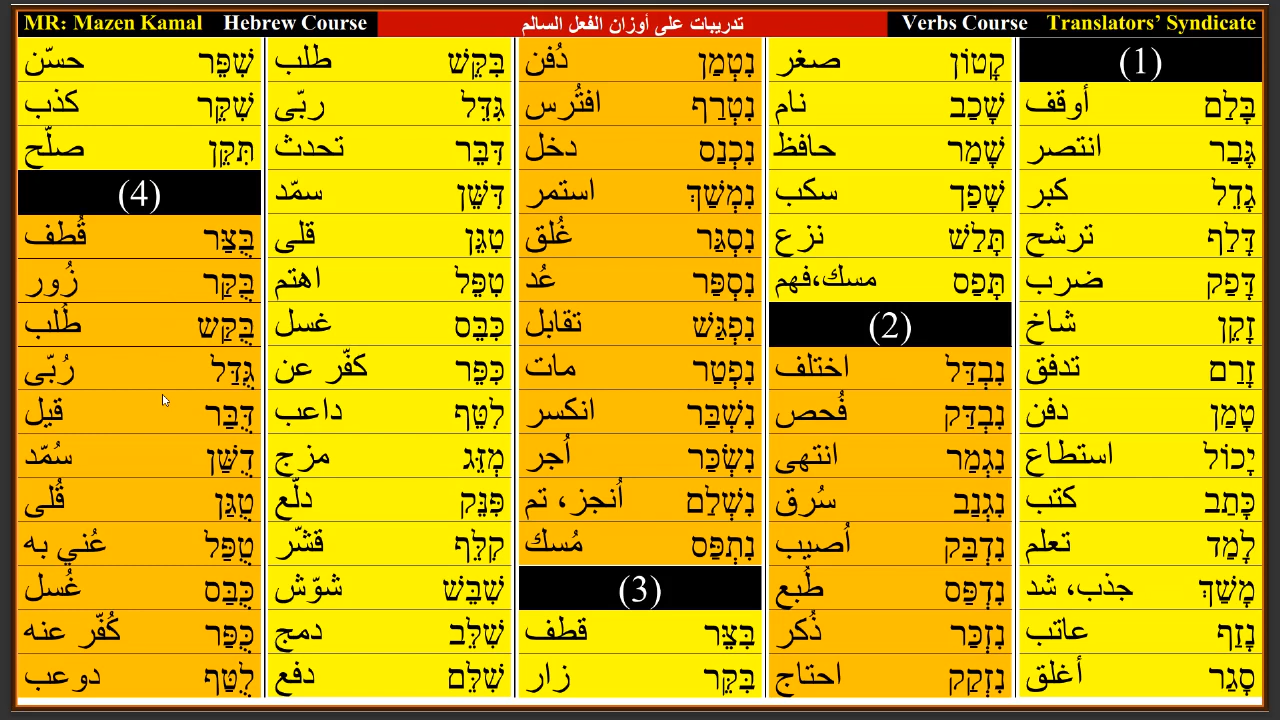 MR: Mazen Kamal Hebrew Course تدريبات على أوزان الفعل السالم Verbs Course Translators' Syndicate
(1)
בָּלַם أوقف
גָּבַר انتصر
גָּדֵל كبر
דָּלַף ترشح
דָּפַק ضرب
זָקֵן شاخ
זָרַם تدفق
טָמַן دفن
יָכוֹל استطاع
כָּתַב كتب
לָמַד تعلم
מָשַׁךְ جذب، شد
נָזַף عاتب
סָגַר أغلق
קָטוֹן صغر
שָׁכַב نام
שָׁמַר حافظ
שָׁפַך سكب
תָּלַשׁ نزع
תָּפַס مسك،فهم
(2)
נִבְדַּל اختلف
נִבְדַּק فُحص
נִגְמַר انتهى
נִגְנַב سُرق
נִדְבַּק اُصيب
נִדְפַּס طُبع
נִזְכַּר ذُكر
נִזְקַק احتاج
נִטְמַן دُفن
נִטְרַף افتُرس
נִכְנַס دخل
נִמְשַׁךְ استمر
נִסְגַּר غُلق
נִסְפַּר عُد
נִפְגַּשׁ تقابل
נִפְטַר مات
נִשְׁבַּר انكسر
נִשְׂכַּר اُجر
נִשְׁלַם اُنجز، تم
נִתְפַּס مُسك
(3)
בִּצֵּר قطف
בִּקֵּר زار
בִּקֵּשׁ طلب
גִּדֵּל ربّى
דִּבֵּר تحدث
דִּשֵּׁן سمّد
טִגֵּן قلى
טִפֵּל اهتم
כִּבֵּס غسل
כִּפֵּר كفّر عن
לִטֵּף داعب
מִזֵּג مزج
פִּנֵּק دلّع
קִלֵּף قشّر
שִׁבֵּשׁ شوّش
שִׁלֵּב دمج
שִׁלֵּם دفع
שִׁפֵּר حسّن
שִׁקֵּר كذب
תִּקֵּן صلّح
(4)
בֻּצַּר قُطف
בֻּקַּר زُور
בֻּקַּש طُلب
גֻּדַּל رُبّى
דֻּבַּר قيل
דֻּשַּׁן سُمّد
טֻגַּן قُلى
טֻפַּל عُني به
כֻּבַּס غُسل
כֻּפַּר كُفّر عنه
לֻטַּף دوعب